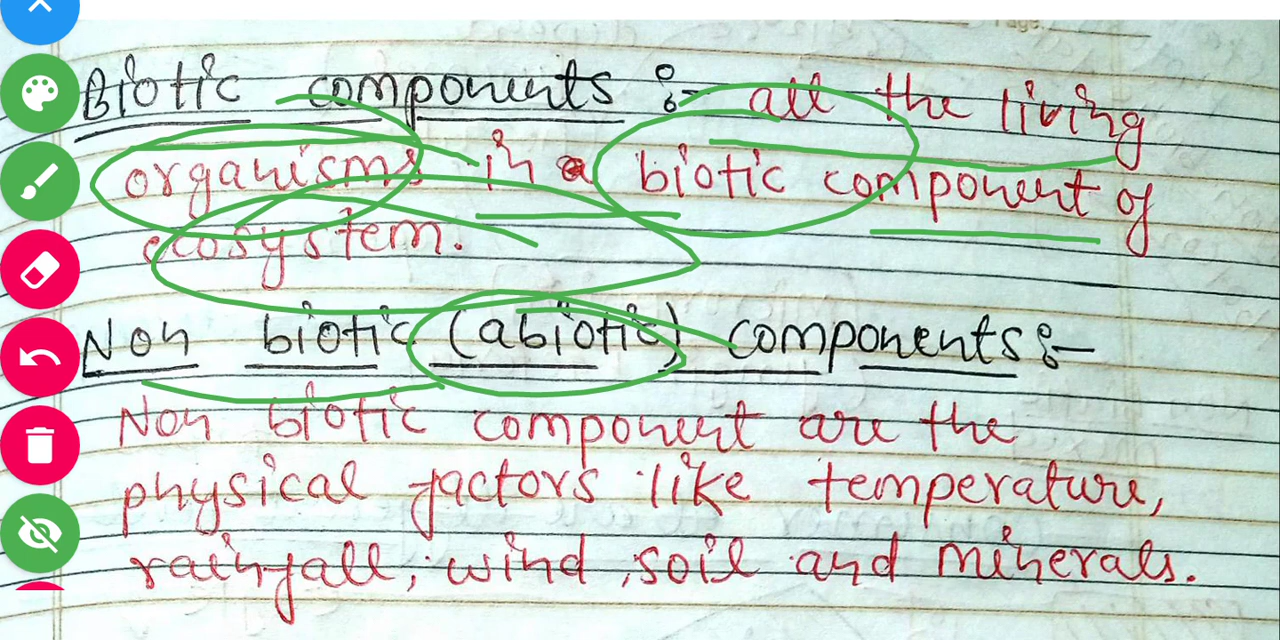 Biotic components :- all the living
organisms in a biotic component of
ecosystem.
Non biotic (abiotic) components :-
Non biotic component are the
physical factors like temperature,
rainfall, wind, soil and minerals.